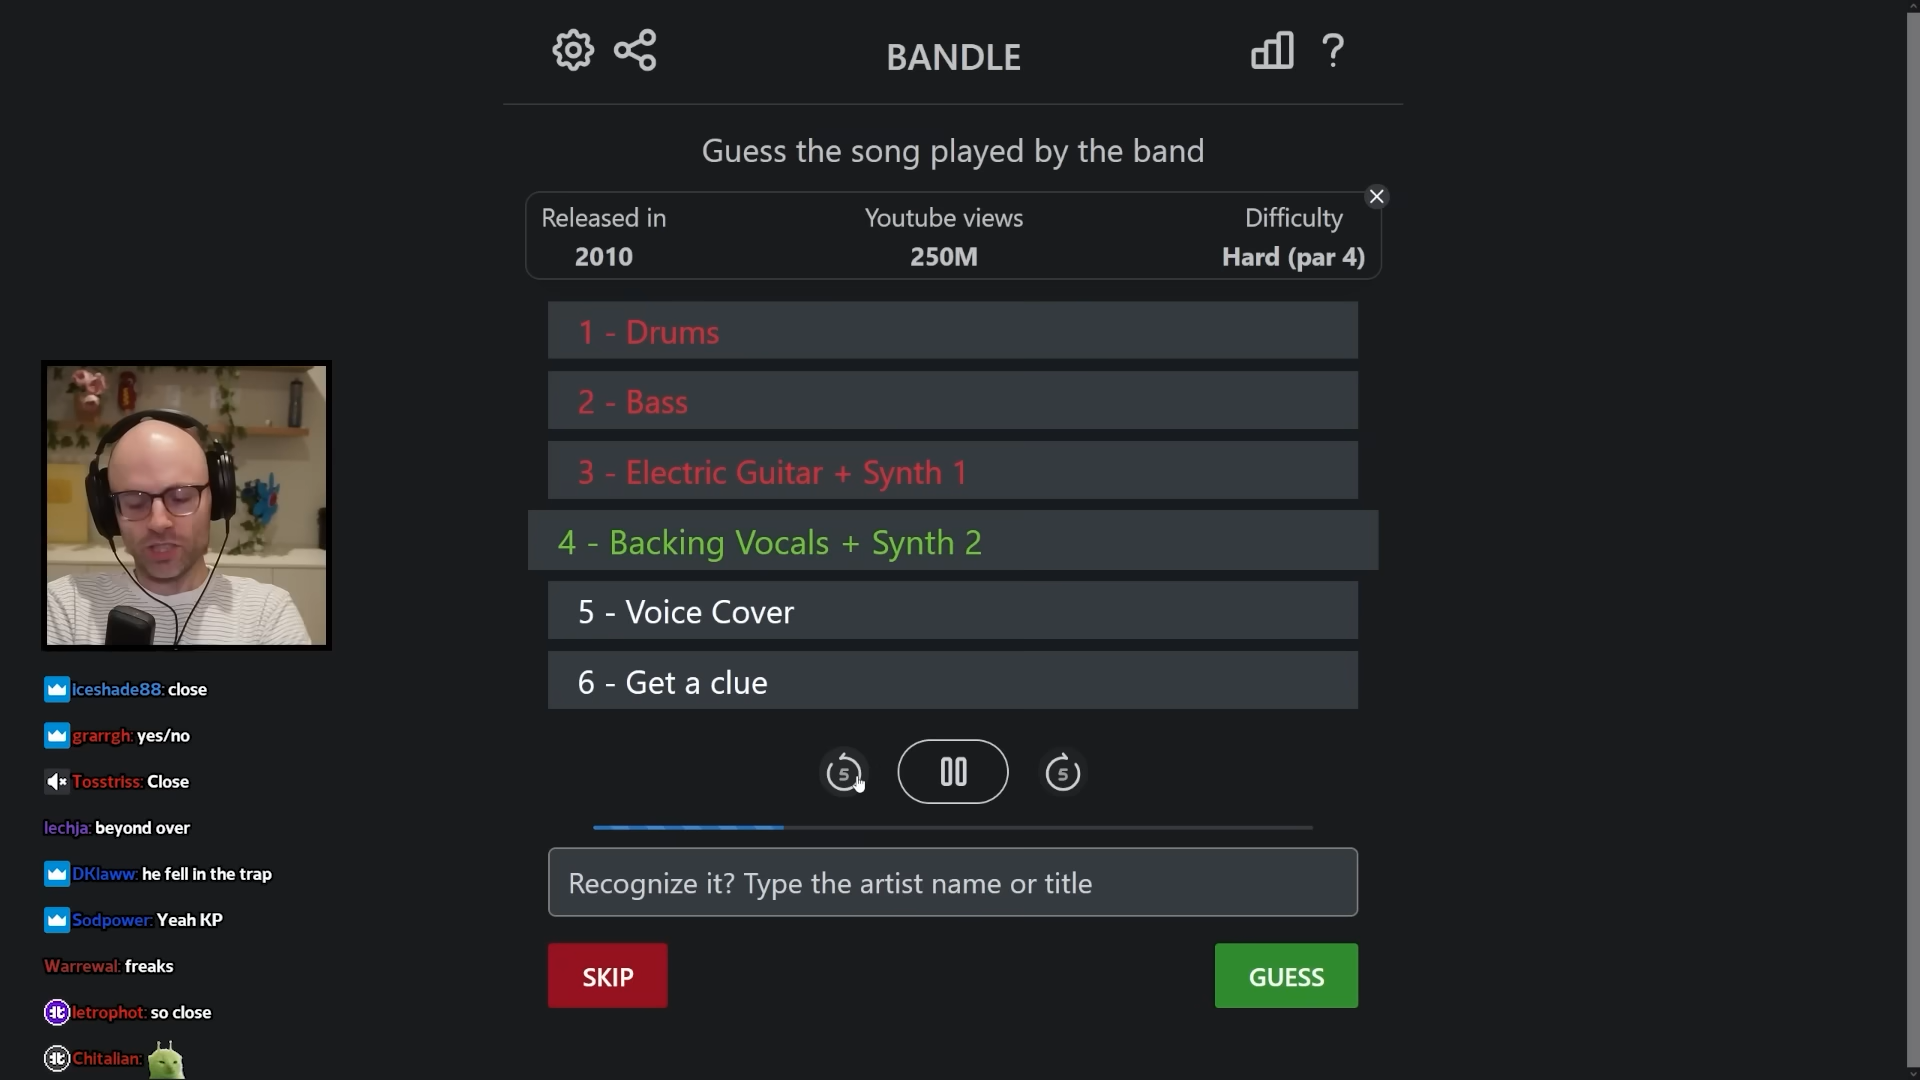 BANDLE
?
Guess the song played by the band
Released in
2010
Youtube views
250M
Difficulty
Hard (par 4)
1 - Drums
2 - Bass
3 - Electric Guitar + Synth 1
4 - Backing Vocals + Synth 2
5 - Voice Cover
6 - Get a clue
5
5
Recognize it? Type the artist name or title
SKIP
GUESS
iceshade88: close
grarrgh: yes/no
Tosstriss: Close
lechja: beyond over
DKlaww: he fell in the trap
Sodpower: Yeah KP
Warrewal: freaks
letrophot: so close
Chitalian: